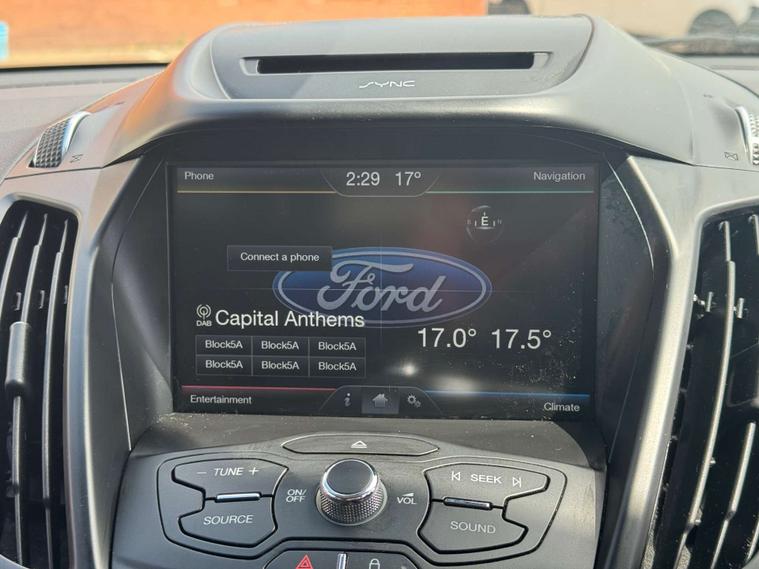 SYNC
Phone
2:29 17°
Navigation
E
Connect a phone
Ford
DAB Capital Anthems
17.0° 17.5°
Block5A Block5A Block5A
Block5A Block5A Block5A
Entertainment
i
Climate
− TUNE +
SEEK
ON/
OFF
VOL
SOURCE
SOUND